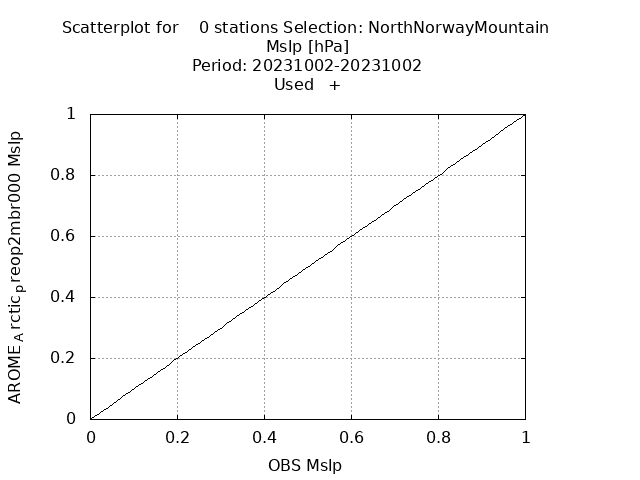 Scatterplot for    0 stations Selection: NorthNorwayMountain
Mslp [hPa]
Period: 20231002-20231002
Used   +
1
0.8
0.6
0.4
0.2
0
0 0.2 0.4 0.6 0.8 1
AROME_Arctic_preop2mbr000 Mslp
OBS Mslp